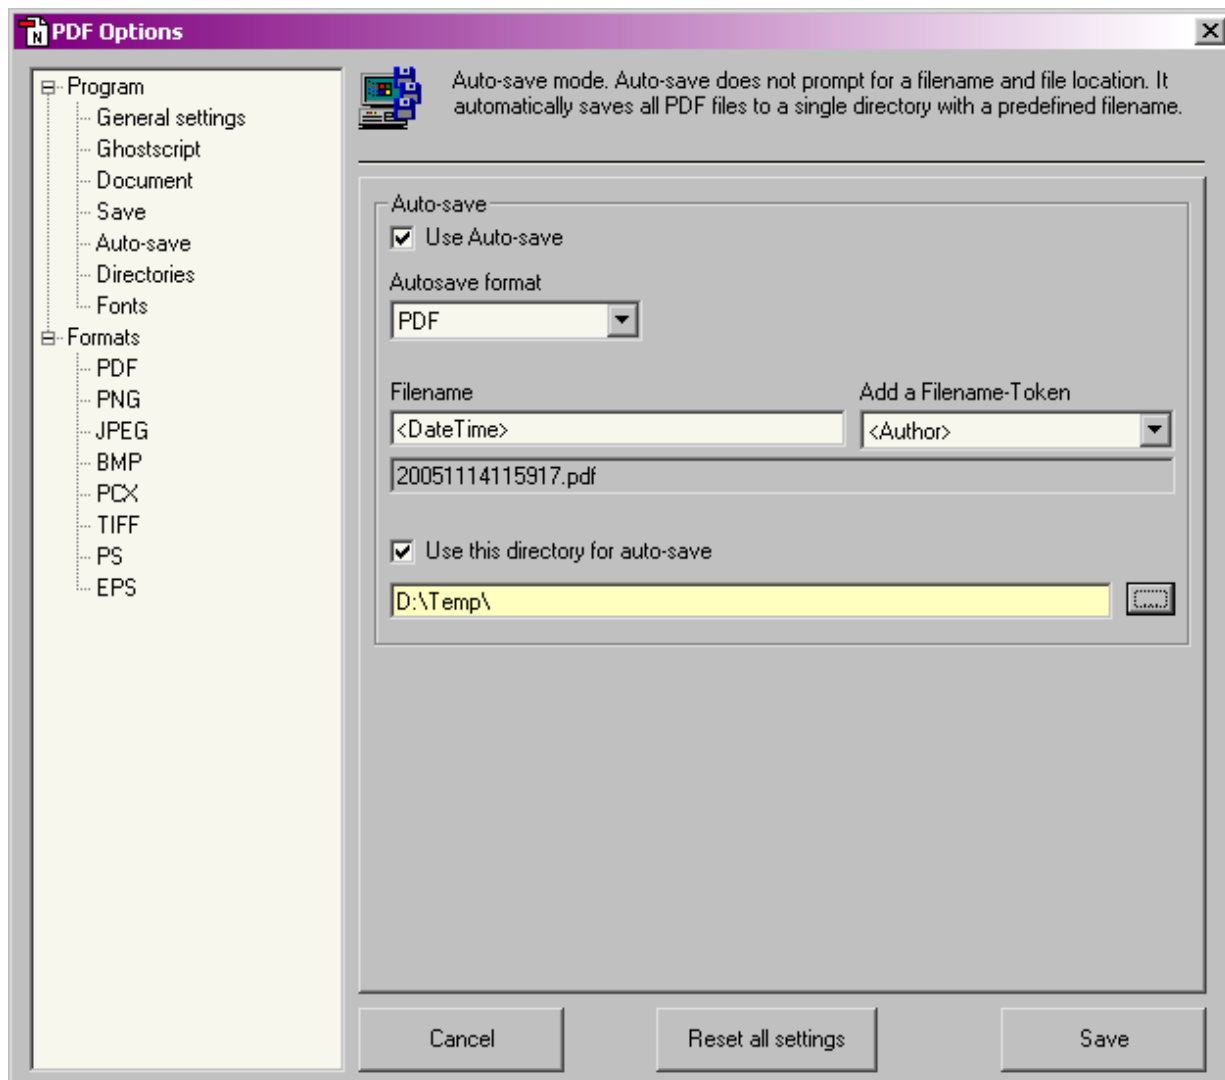 PDF Options
Program
General settings
Ghostscript
Document
Save
Auto-save
Directories
Fonts
Formats
PDF
PNG
JPEG
BMP
PCX
TIFF
PS
EPS
Auto-save mode. Auto-save does not prompt for a filename and file location. It
automatically saves all PDF files to a single directory with a predefined filename.
Auto-save
Use Auto-save
Autosave format
PDF
Filename
Add a Filename-Token
<DateTime>
<Author>
20051114115917.pdf
Use this directory for auto-save
D:\Temp\
...
Cancel
Reset all settings
Save